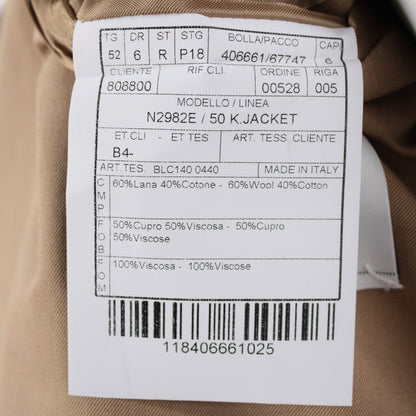 TG DR ST STG BOLLA/PACCO CAP
52 6 R P18 406661/67747 6
CLIENTE RIF CLI. ORDINE RIGA
808800 00528 005
MODELLO / LINEA
N2982E / 50 K.JACKET
ET CLI - ET TES ART. TESS CLIENTE
B4-
ART TES. BLC140 0440 MADE IN ITALY
CMP 60%Lana 40%Cotone - 60%Wool 40%Cotton
FOB 50%Cupro 50%Viscosa - 50%Cupro
50%Viscose
FOM 100%Viscosa - 100%Viscose
118406661025